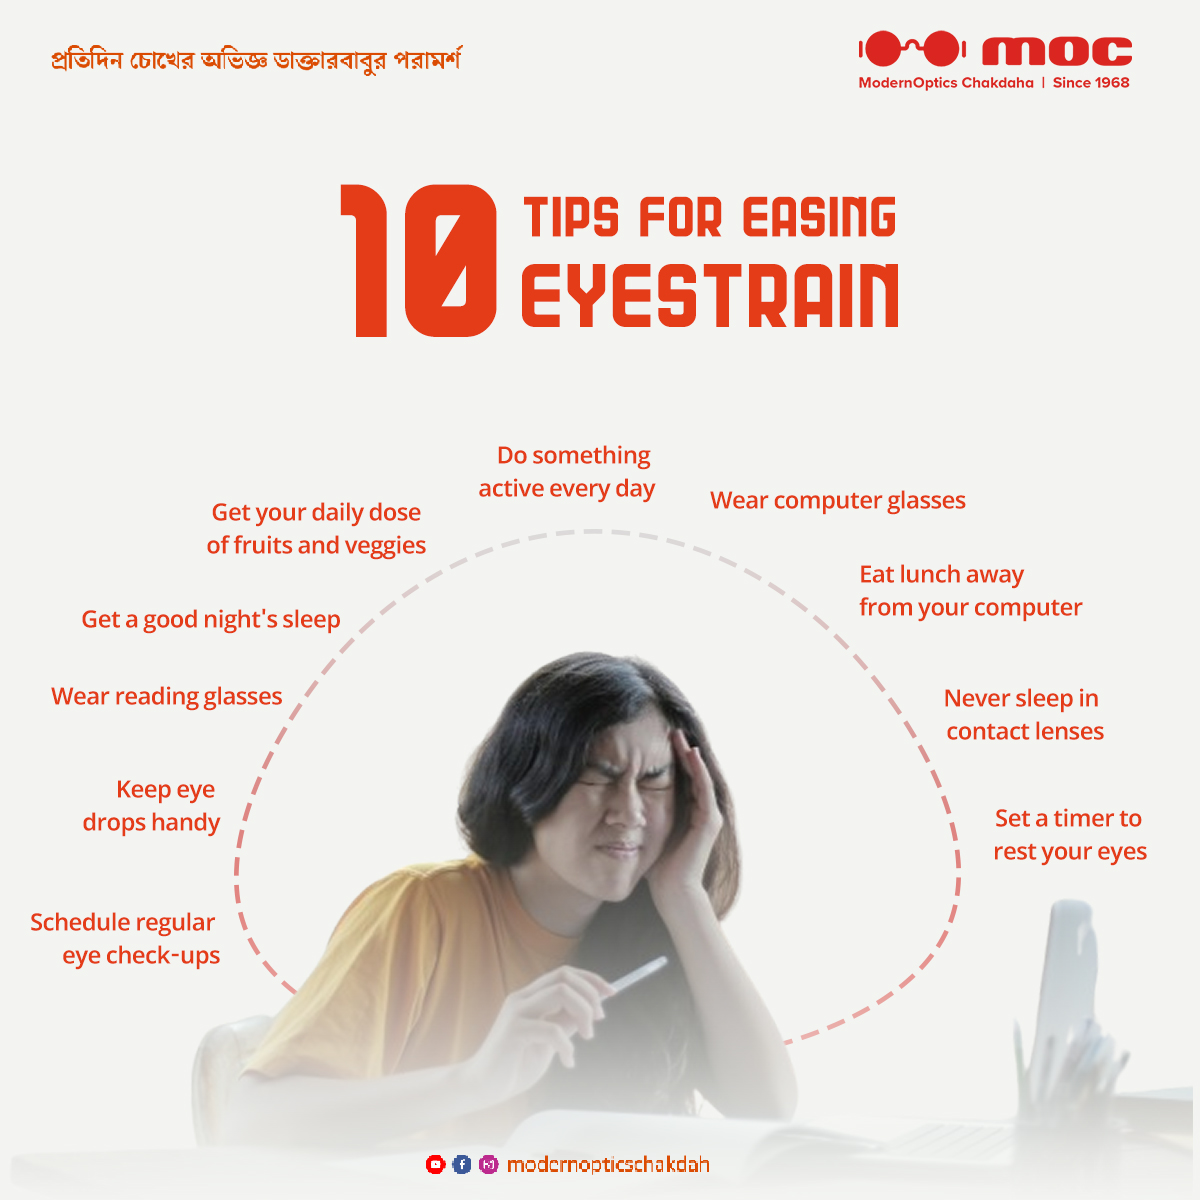 প্রতিদিন চোখের অভিজ্ঞ ডাক্তারবাবুর পরামর্শ
moc
ModernOptics Chakdaha | Since 1968
10 TIPS FOR EASING
EYESTRAIN
Do something
active every day
Wear computer glasses
Get your daily dose
of fruits and veggies
Eat lunch away
from your computer
Get a good night's sleep
Wear reading glasses
Never sleep in
contact lenses
Keep eye
drops handy
Set a timer to
rest your eyes
Schedule regular
eye check-ups
modernopticschakdah